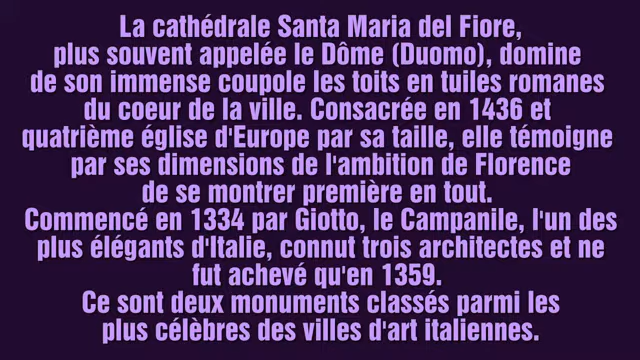 La cathédrale Santa Maria del Fiore,
plus souvent appelée le Dôme (Duomo), domine
de son immense coupole les toits en tuiles romanes
du coeur de la ville. Consacrée en 1436 et
quatrième église d'Europe par sa taille, elle témoigne
par ses dimensions de l'ambition de Florence
de se montrer première en tout.
Commencé en 1334 par Giotto, le Campanile, l'un des
plus élégants d'Italie, connut trois architectes et ne
fut achevé qu'en 1359.
Ce sont deux monuments classés parmi les
plus célèbres des villes d'art italiennes.